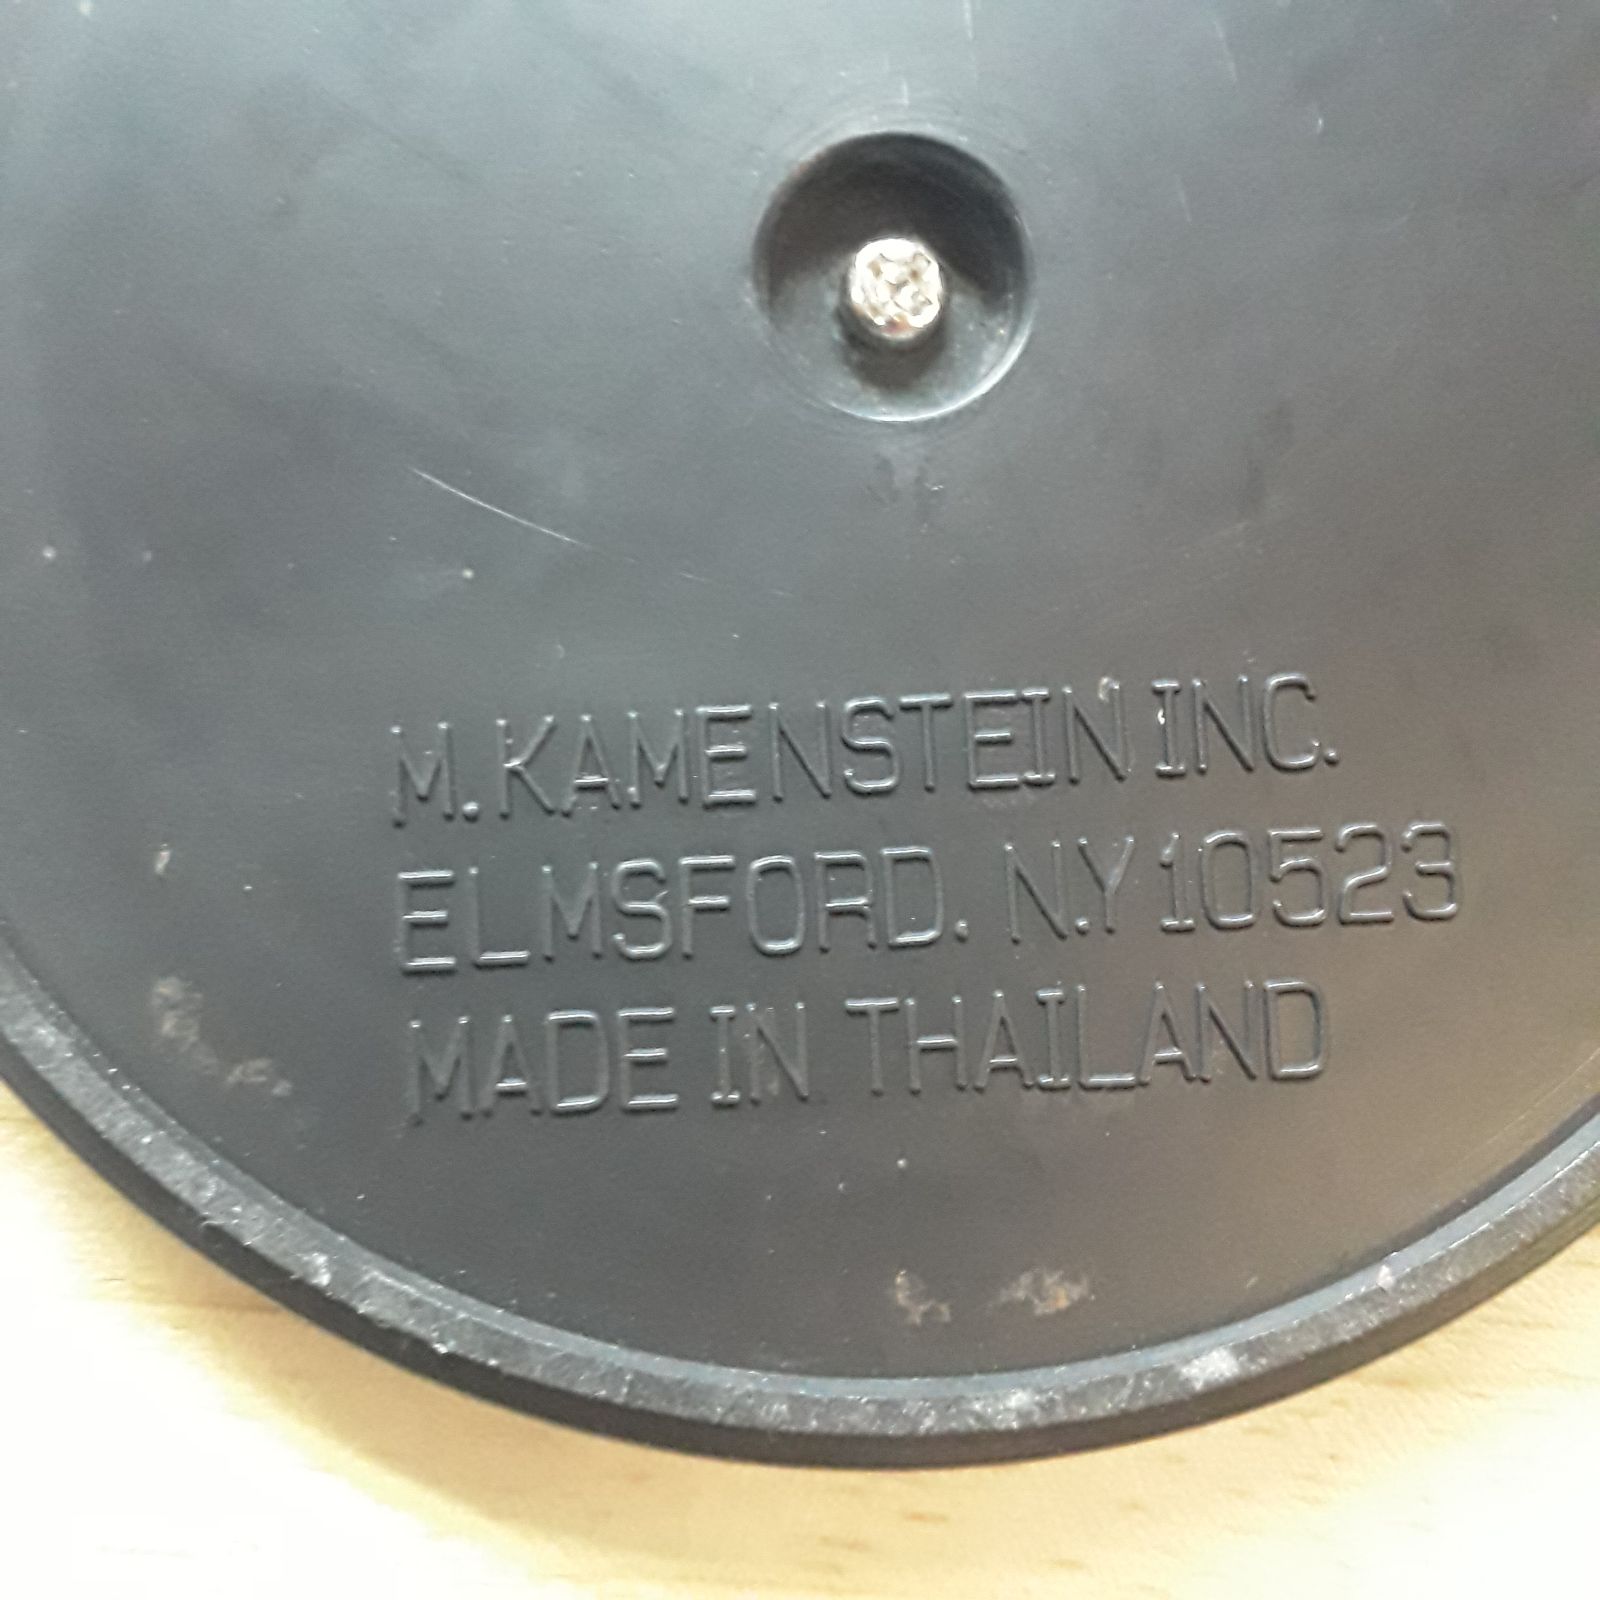 M. KAMENSTEIN INC.
ELMSFORD. N.Y 10523
MADE IN THAILAND